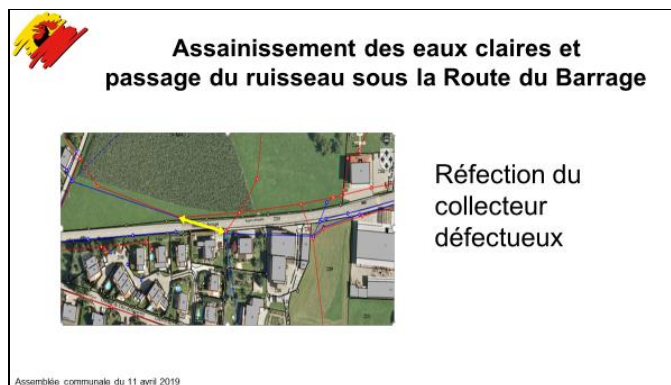 Assainissement des eaux claires et
passage du ruisseau sous la Route du Barrage
Réfection du
collecteur
défectueux
Assemblée communale du 11 avril 2019